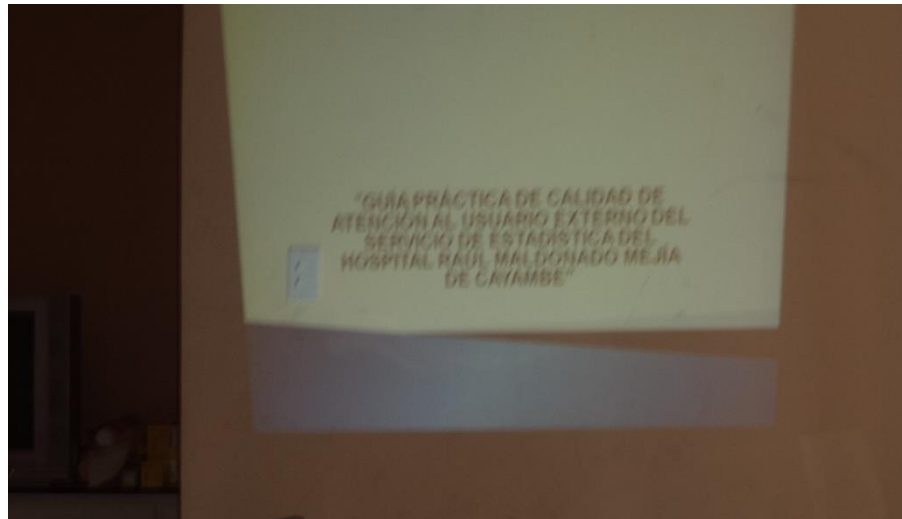 "GUÍA PRÁCTICA DE CALIDAD DE
ATENCIÓN AL USUARIO EXTERNO DEL
SERVICIO DE ESTADÍSTICA DEL
HOSPITAL RAÚL MALDONADO MEJÍA
DE CAYAMBE"